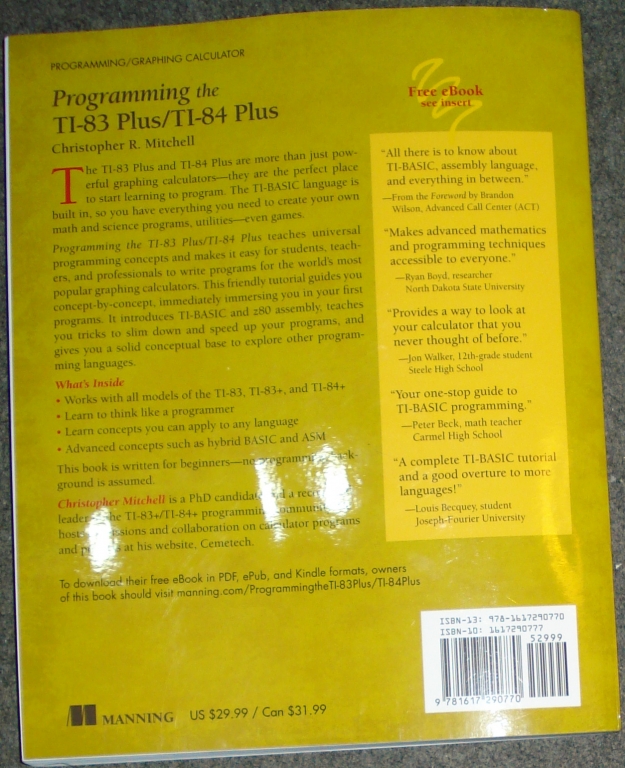 PROGRAMMING/GRAPHING CALCULATOR
Programming the
TI-83 Plus/TI-84 Plus
Christopher R. Mitchell
The TI-83 Plus and TI-84 Plus are more than just pow-
erful graphing calculators—they are the perfect place
to start learning to program. The TI-BASIC language is
built in, so you have everything you need to create your own
math and science programs, utilities—even games.
Programming the TI-83 Plus/TI-84 Plus teaches universal
programming concepts and makes it easy for students, teach-
ers, and professionals to write programs for the world's most
popular graphing calculators. This friendly tutorial guides you
concept-by-concept, immediately immersing you in your first
programs. It introduces TI-BASIC and z80 assembly, teaches
you tricks to slim down and speed up your programs, and
gives you a solid conceptual base to explore other program-
ming languages.
What's Inside
• Works with all models of the TI-83, TI-83+, and TI-84+
• Learn to think like a programmer
• Learn concepts you can apply to any language
• Advanced concepts such as hybrid BASIC and ASM
This book is written for beginners—no programming
ground is assumed.
Christopher Mitchell is a PhD candidate and a
leader the TI-83+/TI-84+ programming
and collaboration on calculator programs
and at his website, Cemetech.
To download their free eBook in PDF, ePub, and Kindle formats, owners
of this book should visit manning.com/ProgrammingtheTI-83Plus/TI-84Plus
MANNING US $29.99 / Can $31.99
Free eBook
see insert
"All there is to know about
TI-BASIC, assembly language,
and everything in between."
—From the Foreword by Brandon
Wilson, Advanced Call Center (ACT)
"Makes advanced mathematics
and programming techniques
accessible to everyone."
—Ryan Boyd, researcher
North Dakota State University
"Provides a way to look at
your calculator that you
never thought of before."
—Jon Walker, 12th-grade student
Steele High School
"Your one-stop guide to
TI-BASIC programming."
—Peter Beck, math teacher
Carmel High School
"A complete TI-BASIC tutorial
and a good overture to more
languages!"
—Louis Becquey, student
Joseph-Fourier University
ISBN-13: 978-1617290770
ISBN-10: 1617290777
52999
9 781617 290770